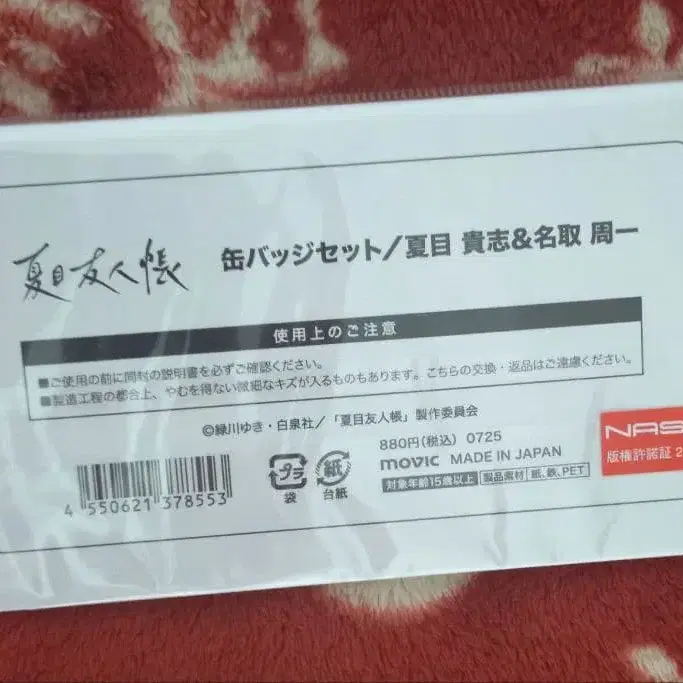 夏目友人帳
缶バッジセット/夏目 貴志&名取 周一
使用上のご注意
■ご使用の前に同封の説明書を必ずご確認ください。
■製造工程の都合上、やむを得ない微細なキズが入るものもあります。こちらの交換・返品はご遠慮ください。
©緑川ゆき・白泉社/「夏目友人帳」製作委員会
880円(税込) 0725
movic MADE IN JAPAN
対象年齢15歳以上 製品素材 紙、鉄、PET
4 550621 378553
プラ
袋
紙
台紙
NAS
版権許諾証 2